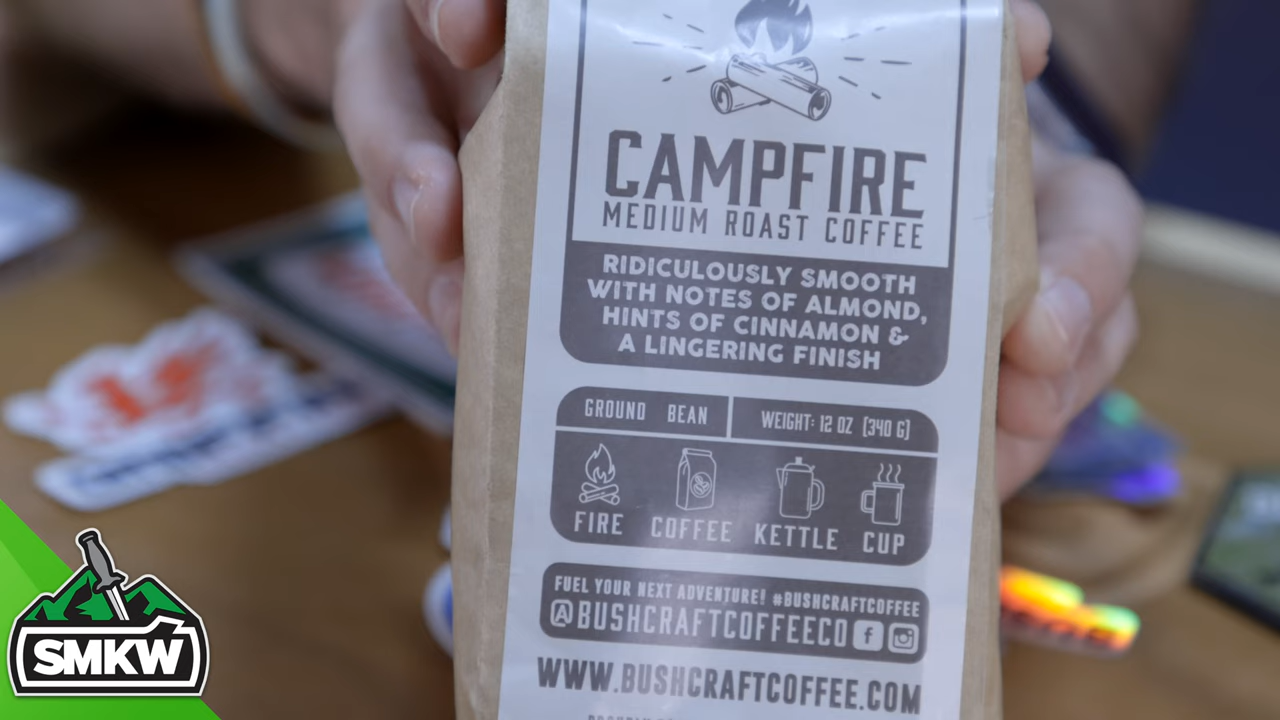 CAMPFIRE
MEDIUM ROAST COFFEE
RIDICULOUSLY SMOOTH
WITH NOTES OF ALMOND,
HINTS OF CINNAMON &
A LINGERING FINISH
GROUND BEAN
WEIGHT: 12 OZ (340 G)
FIRE COFFEE KETTLE CUP
FUEL YOUR NEXT ADVENTURE! #BUSHCRAFTCOFFEE
@BUSHCRAFTCOFFEECO
WWW.BUSHCRAFTCOFFEE.COM
SMKW